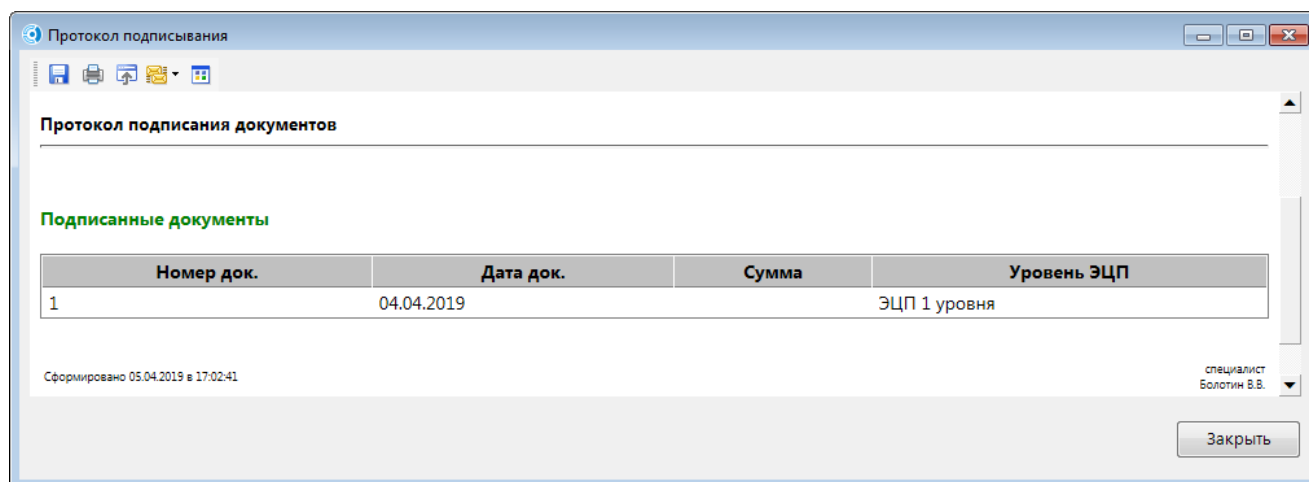 Протокол подписывания
Протокол подписания документов
Подписанные документы
Номер док. Дата док. Сумма Уровень ЭЦП
1 04.04.2019 ЭЦП 1 уровня
Сформировано 05.04.2019 в 17:02:41
специалист
Болотин В.В.
Закрыть